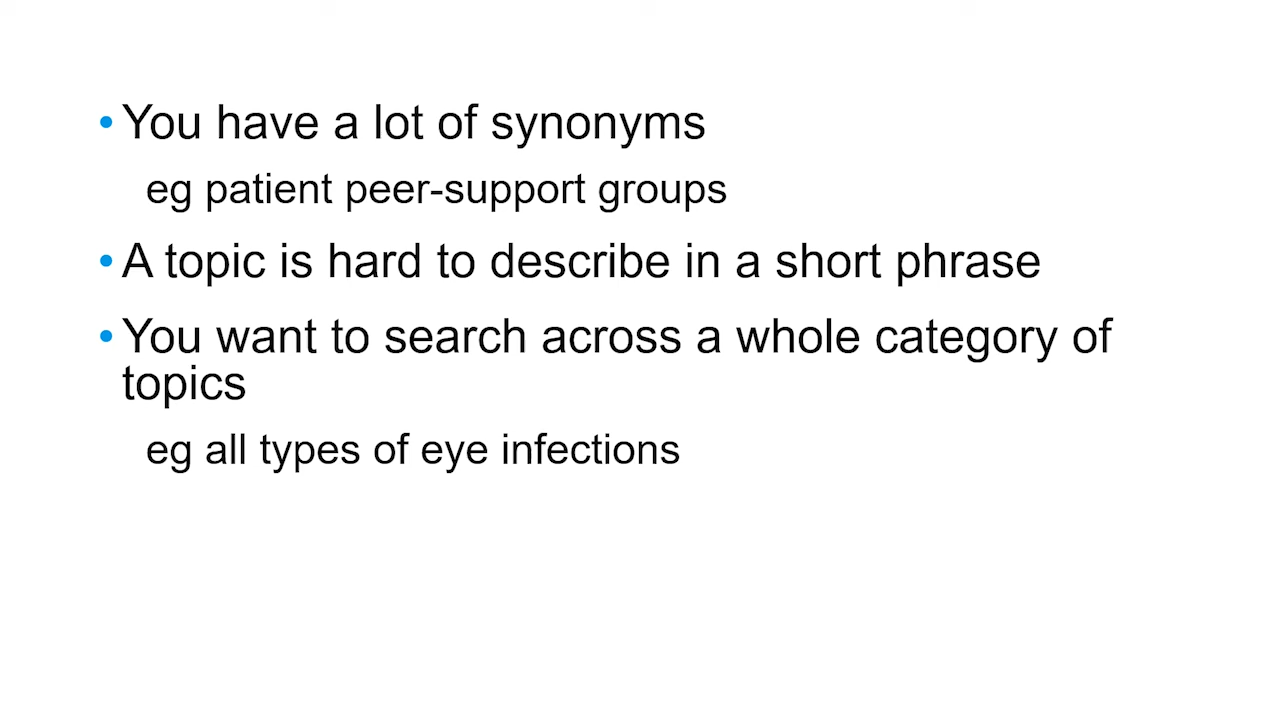 • You have a lot of synonyms
eg patient peer-support groups
• A topic is hard to describe in a short phrase
• You want to search across a whole category of
topics
eg all types of eye infections